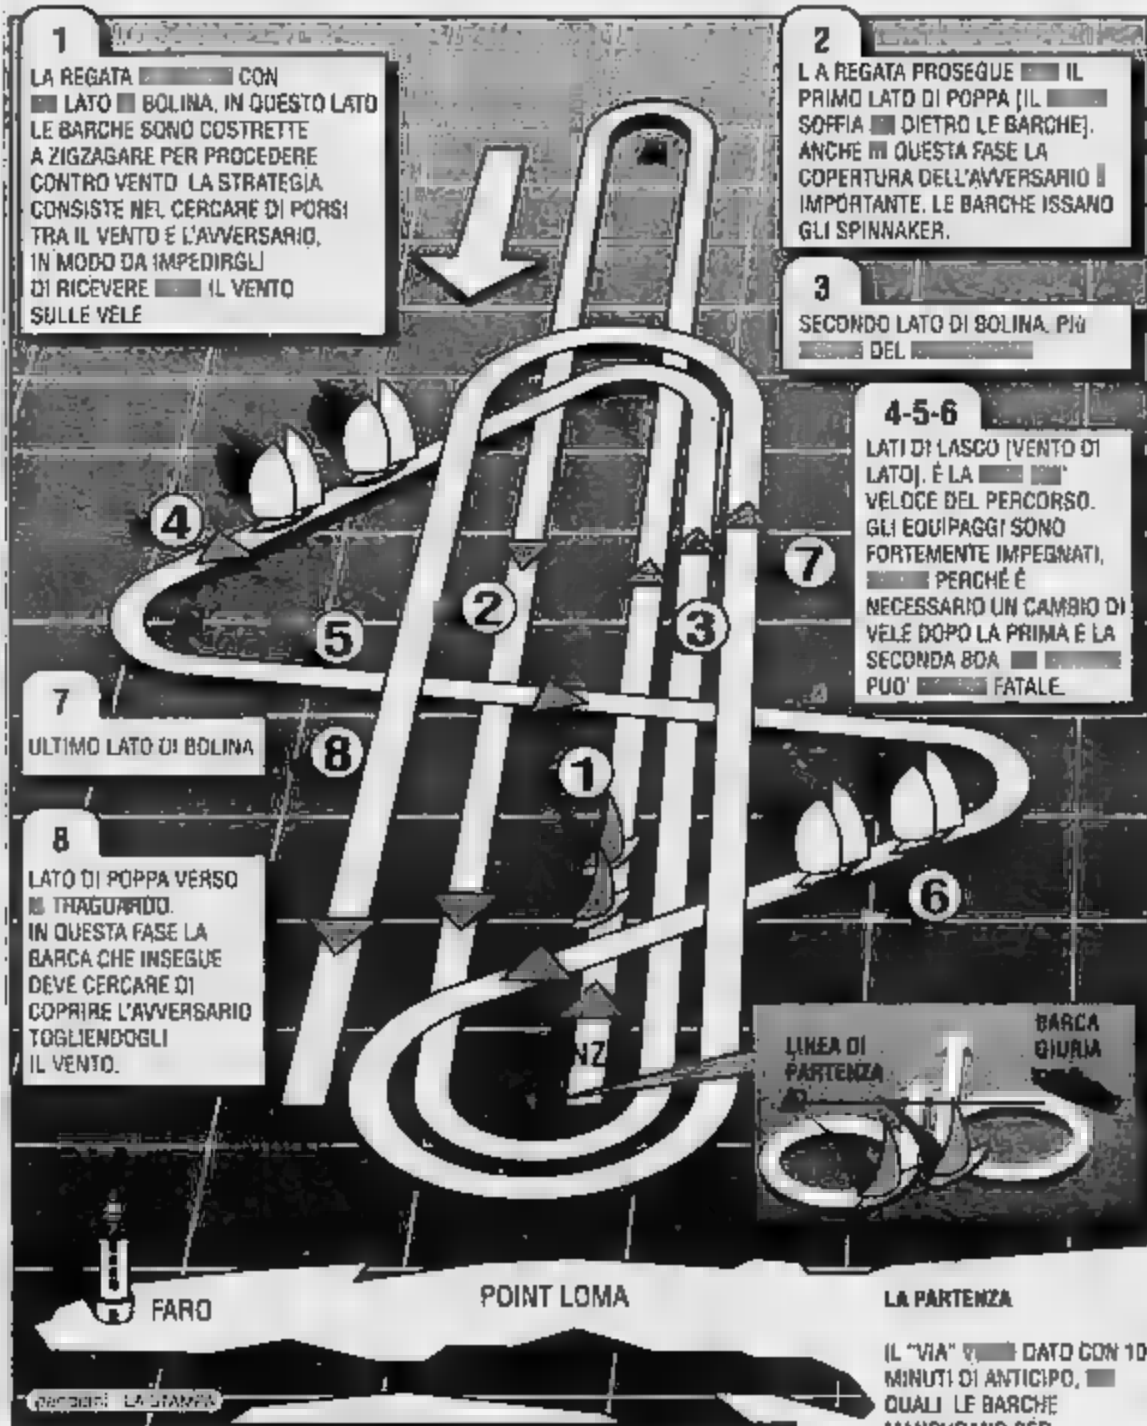 1
LA REGATA CON
LATO BOLINA. IN QUESTO LATO
LE BARCHE SONO COSTRETTE
A ZIGZAGARE PER PROCEDERE
CONTRO VENTO LA STRATEGIA
CONSISTE NEL CERCARE DI PORSI
TRA IL VENTO E L'AVVERSARIO,
IN MODO DA IMPEDIRGLI
DI RICEVERE IL VENTO
SULLE VELE
2
L A REGATA PROSEGUE IL
PRIMO LATO DI POPPA [IL
SOFFIA DIETRO LE BARCHE].
ANCHE QUESTA FASE LA
COPERTURA DELL'AVVERSARIO
IMPORTANTE. LE BARCHE ISSANO
GLI SPINNAKER.
3
SECONDO LATO DI BOLINA. PIÙ
DEL
4-5-6
LATI DI LASCO [VENTO DI
LATO]. È LA
VELOCE DEL PERCORSO.
GLI EQUIPAGGI SONO
FORTEMENTE IMPEGNATI,
PERCHÉ È
NECESSARIO UN CAMBIO DI
VELE DOPO LA PRIMA E LA
SECONDA BOA
PUO' FATALE.
4
5
2
3
7
8
1
6
7
ULTIMO LATO DI BOLINA
8
LATO DI POPPA VERSO
TRAGUARDO.
IN QUESTA FASE LA
BARCA CHE INSEGUE
DEVE CERCARE DI
COPRIRE L'AVVERSARIO
TOGLIENDOGLI
IL VENTO.
NZ
LINEA DI
PARTENZA
BARCA
GIURIA
FARO
POINT LOMA
LA STAMPA
LA PARTENZA
IL "VIA" DATO CON 10
MINUTI DI ANTICIPO,
QUALI LE BARCHE